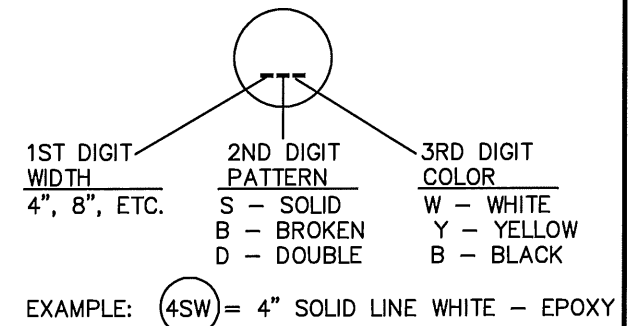 1ST DIGIT 2ND DIGIT 3RD DIGIT
WIDTH PATTERN COLOR
4", 8", ETC. S – SOLID W – WHITE
B – BROKEN Y – YELLOW
D – DOUBLE B – BLACK
EXAMPLE: 4SW = 4" SOLID LINE WHITE – EPOXY